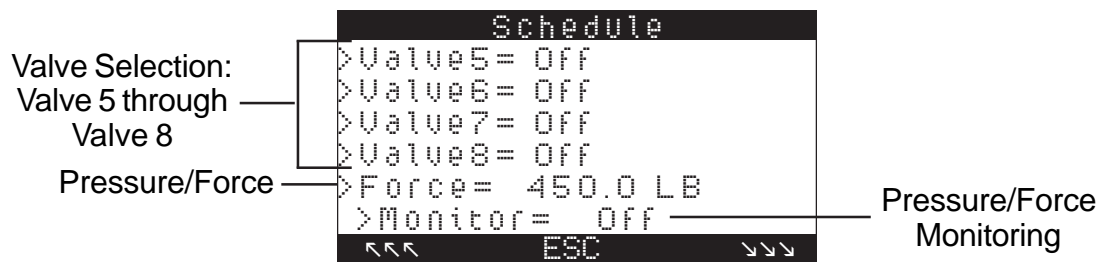 Schedule
Valve Selection:
Valve 5 through
Valve 8
>Valve5= Off
>Valve6= Off
>Valve7= Off
>Valve8= Off
Pressure/Force
>Force= 450.0 LB
>Monitor= Off
Pressure/Force
Monitoring
↖↖↖ ESC ↘↘↘